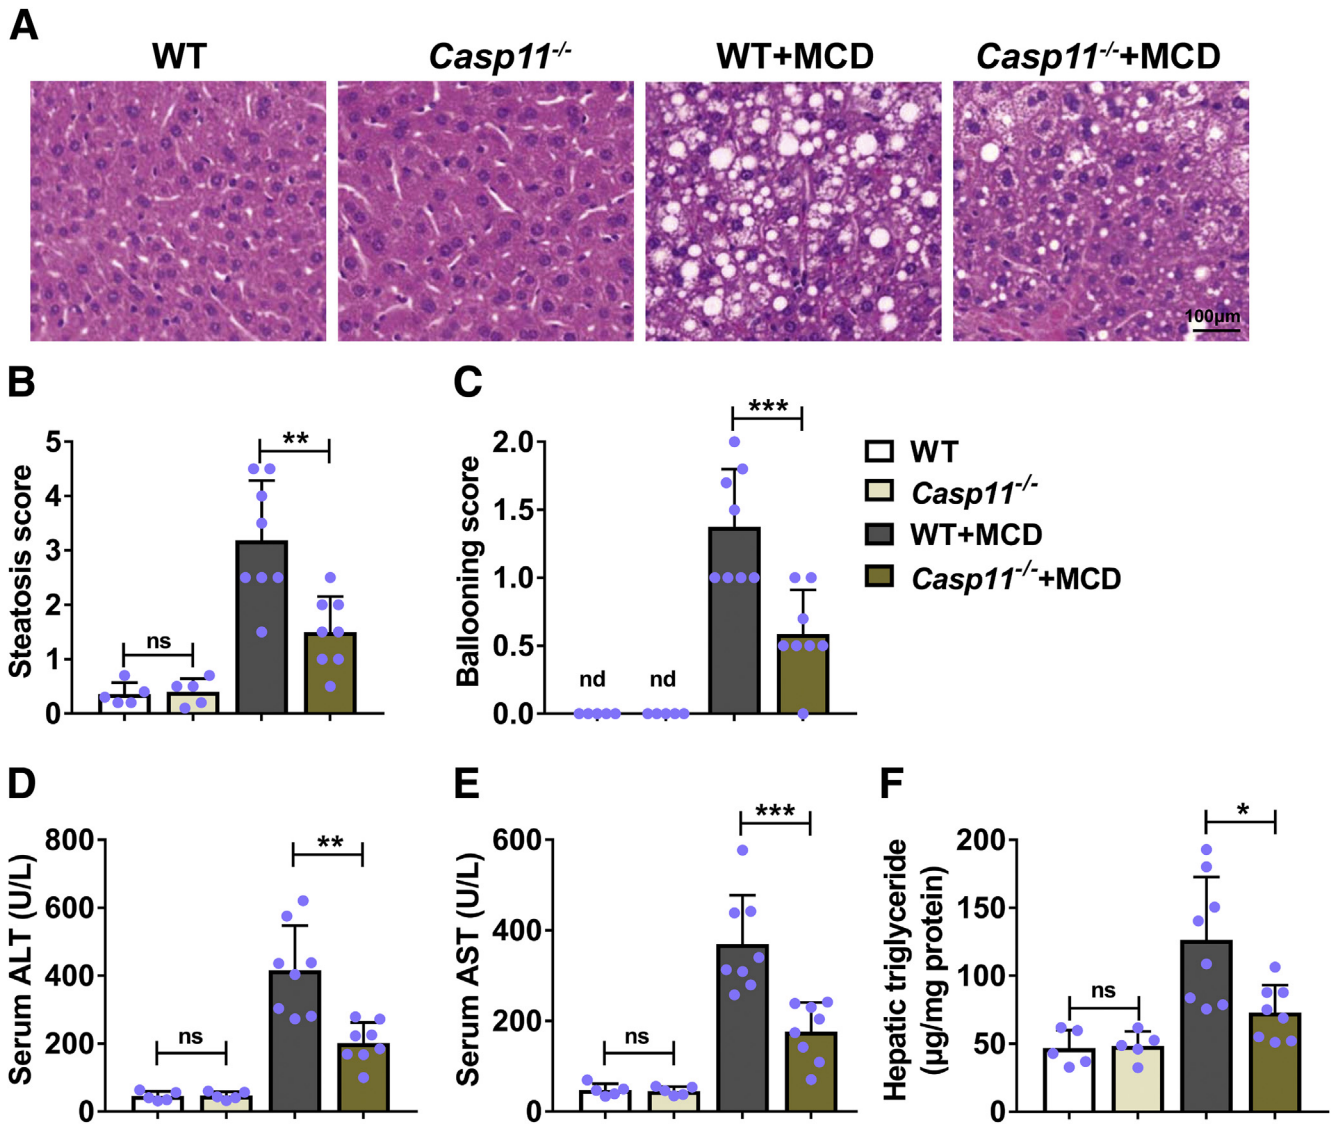 A
WT
Casp11-/-
WT+MCD
Casp11-/-+MCD
100μm
B
Steatosis score
5
4
3
2
1
0
ns
**
C
Ballooning score
2.0
1.5
1.0
0.5
0.0
nd
nd
***
WT
Casp11-/-
WT+MCD
Casp11-/-+MCD
D
Serum ALT (U/L)
800
600
400
200
0
ns
**
E
Serum AST (U/L)
600
400
200
0
ns
***
F
Hepatic triglyceride
(μg/mg protein)
200
150
100
50
0
ns
*